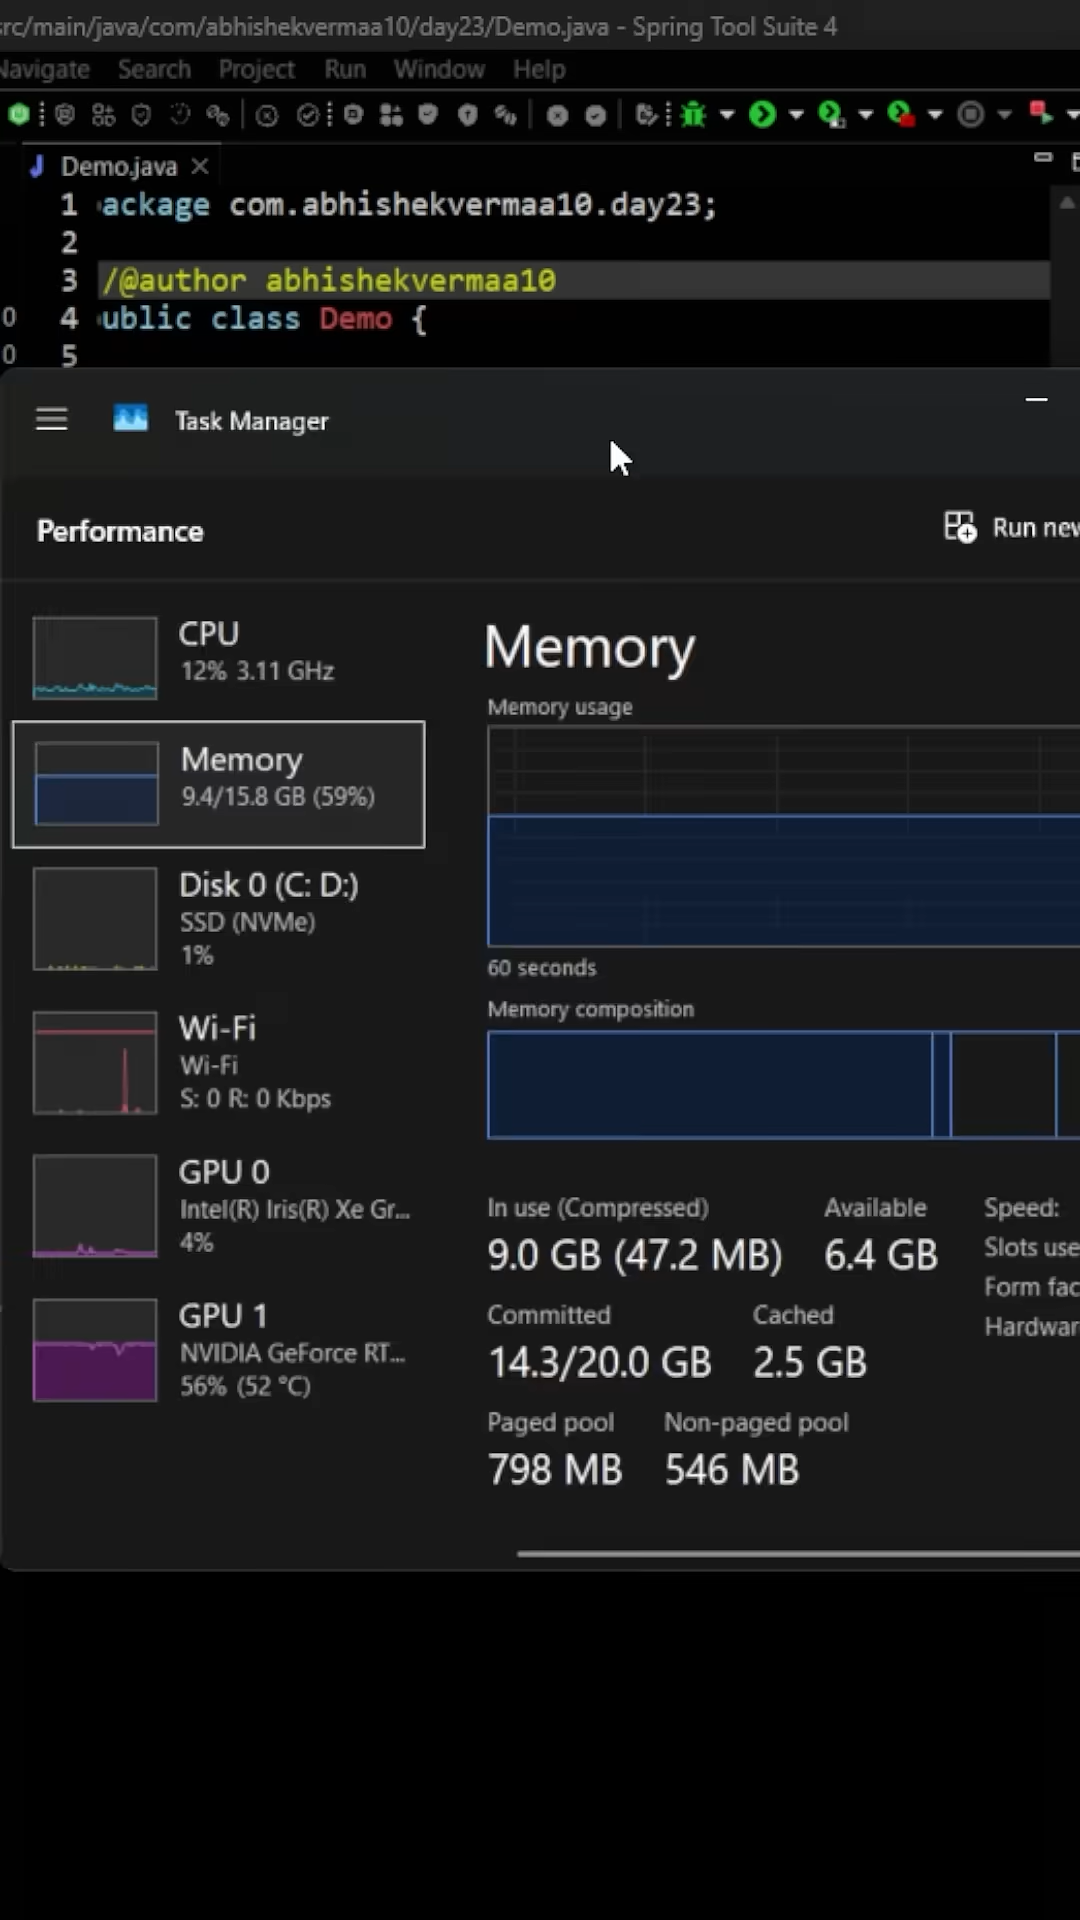 src/main/java/com/abhishekvermaa10/day23/Demo.java - Spring Tool Suite 4
Navigate Search Project Run Window Help
Demo.java
1 ackage com.abhishekvermaa10.day23;
2
3 /@author abhishekvermaa10
0 4 ublic class Demo {
0 5
Task Manager
Performance
Run new
CPU
12% 3.11 GHz
Memory
9.4/15.8 GB (59%)
Disk 0 (C: D:)
SSD (NVMe)
1%
Wi-Fi
Wi-Fi
S: 0 R: 0 Kbps
GPU 0
Intel(R) Iris(R) Xe Gr...
4%
GPU 1
NVIDIA GeForce RT...
56% (52 °C)
Memory
Memory usage
60 seconds
Memory composition
In use (Compressed)
9.0 GB (47.2 MB)
Available
6.4 GB
Committed
14.3/20.0 GB
Cached
2.5 GB
Paged pool
798 MB
Non-paged pool
546 MB
Speed:
Slots use
Form fac
Hardwar